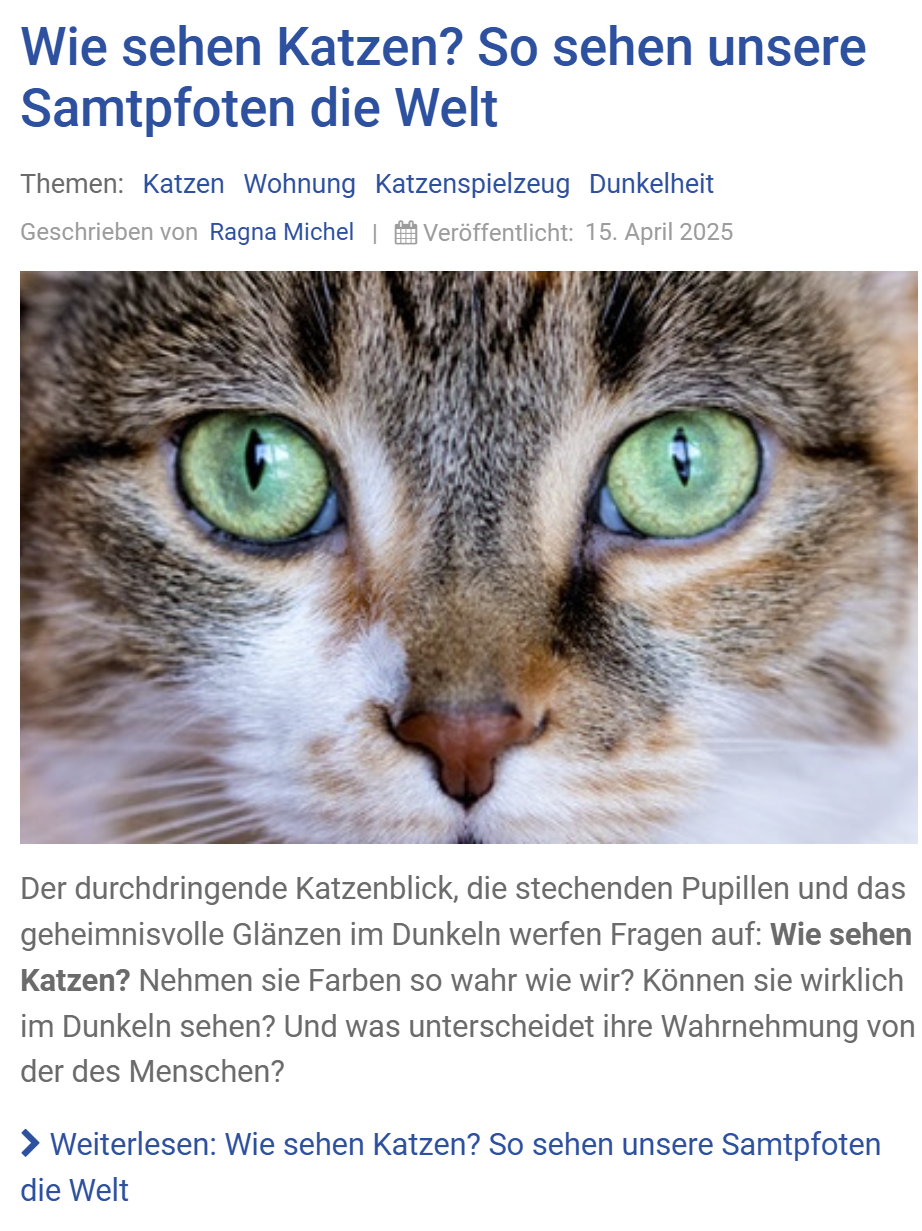 Wie sehen Katzen? So sehen unsere
Samtpfoten die Welt
Themen: Katzen Wohnung Katzenspielzeug Dunkelheit
Geschrieben von Ragna Michel | Veröffentlicht: 15. April 2025
Der durchdringende Katzenblick, die stechenden Pupillen und das
geheimnisvolle Glänzen im Dunkeln werfen Fragen auf: Wie sehen
Katzen? Nehmen sie Farben so wahr wie wir? Können sie wirklich
im Dunkeln sehen? Und was unterscheidet ihre Wahrnehmung von
der des Menschen?
Weiterlesen: Wie sehen Katzen? So sehen unsere Samtpfoten
die Welt